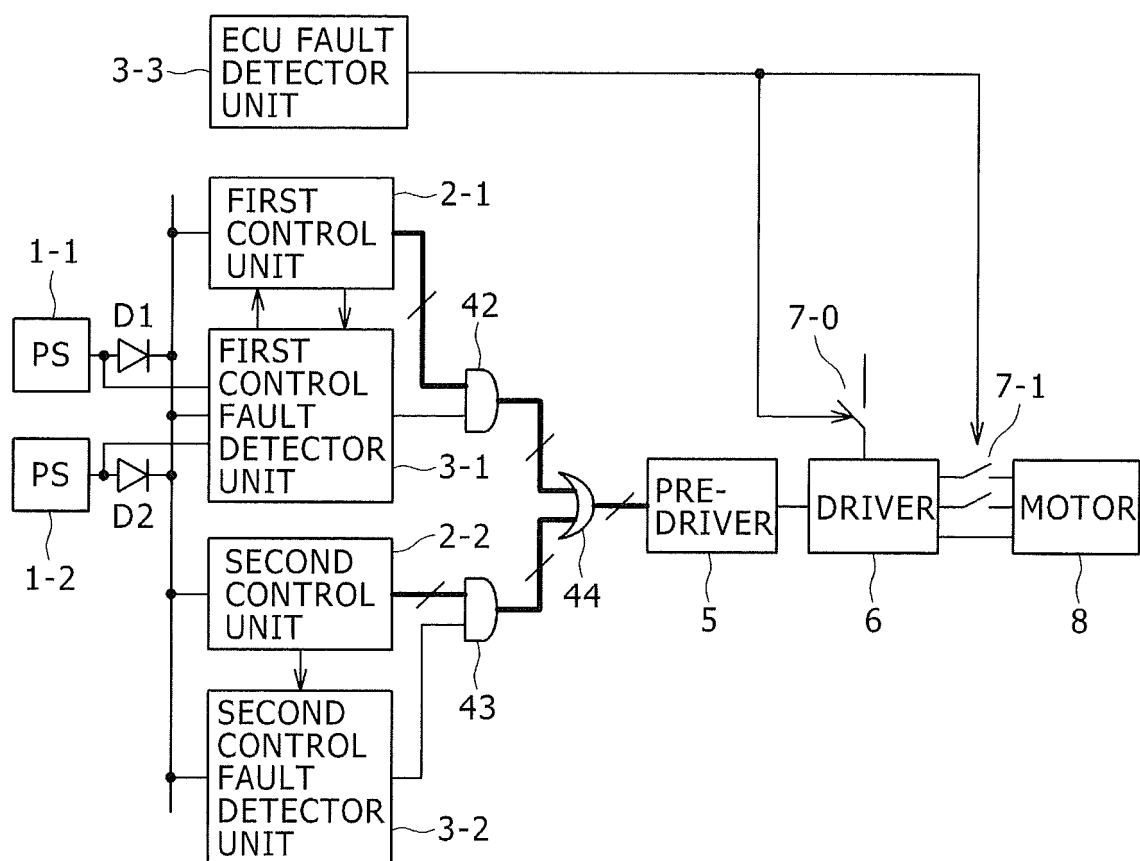 ECU FAULT
DETECTOR
UNIT
3-3
FIRST
CONTROL
UNIT
2-1
1-1
D1
PS
42
FIRST
CONTROL
FAULT
DETECTOR
UNIT
3-1
7-0
7-1
PS
D2
1-2
2-2
SECOND
CONTROL
UNIT
43
44
PRE-
DRIVER
5
DRIVER
6
MOTOR
8
SECOND
CONTROL
FAULT
DETECTOR
UNIT
3-2